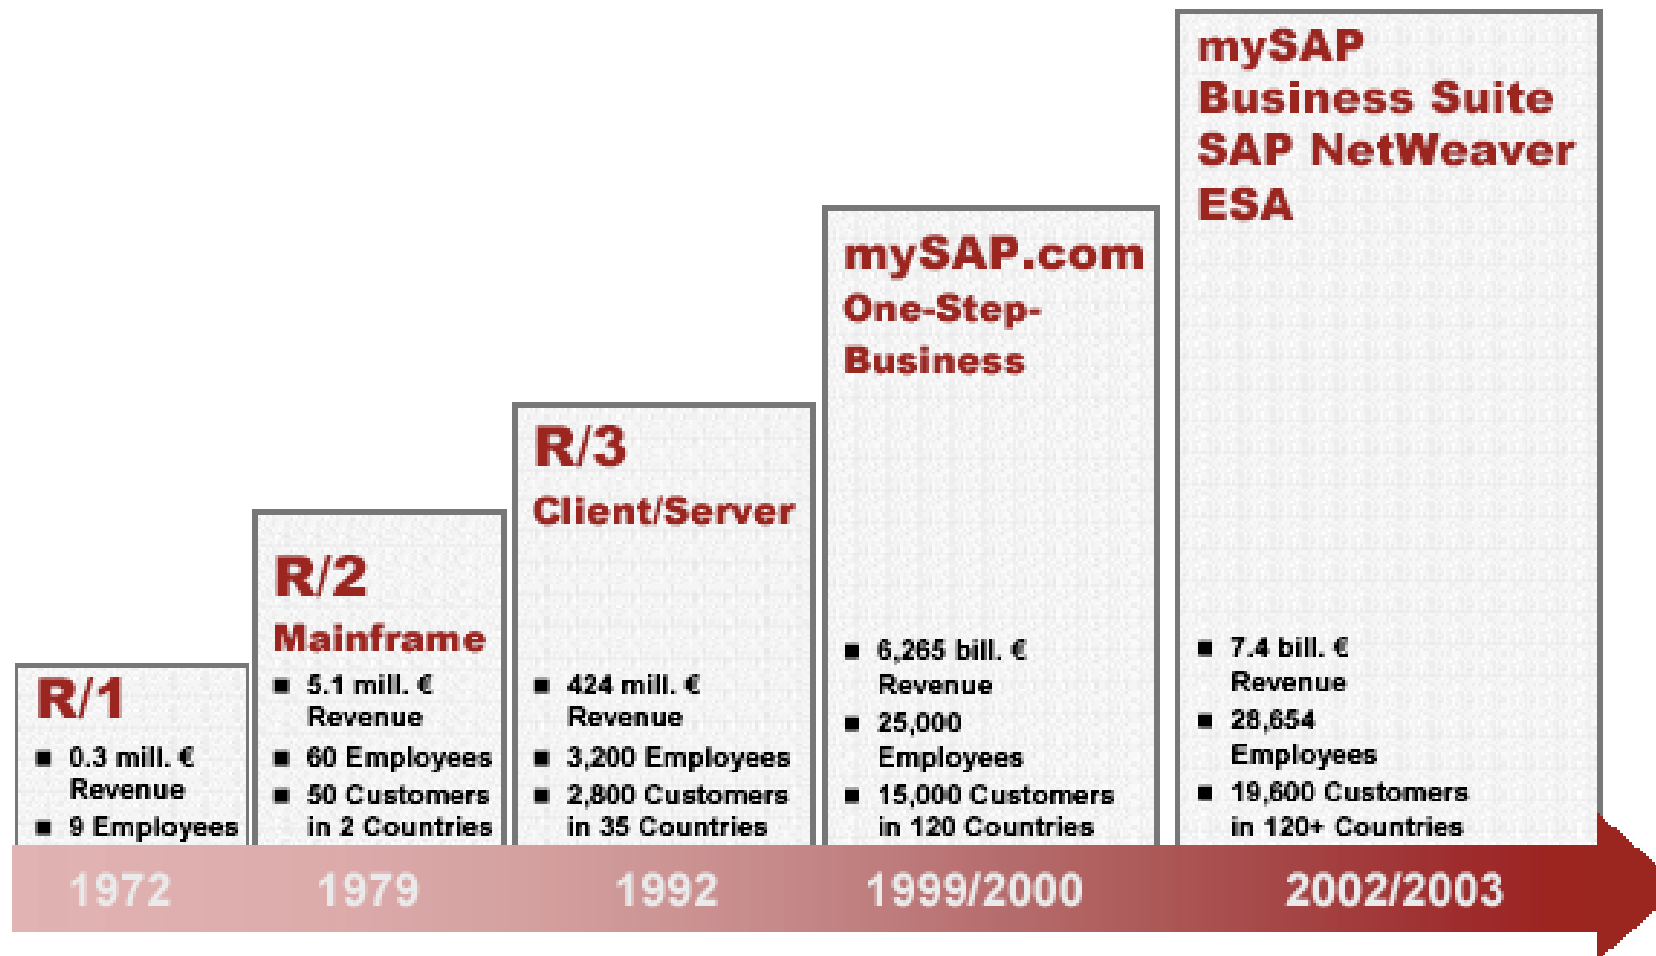 R/1
■ 0.3 mill. €
Revenue
■ 9 Employees
1972
R/2
Mainframe
■ 5.1 mill. €
Revenue
■ 60 Employees
■ 50 Customers
in 2 Countries
1979
R/3
Client/Server
■ 424 mill. €
Revenue
■ 3,200 Employees
■ 2,800 Customers
in 35 Countries
1992
mySAP.com
One-Step-
Business
■ 6,265 bill. €
Revenue
■ 25,000
Employees
■ 15,000 Customers
in 120 Countries
1999/2000
mySAP
Business Suite
SAP NetWeaver
ESA
■ 7.4 bill. €
Revenue
■ 28,654
Employees
■ 19,600 Customers
in 120+ Countries
2002/2003